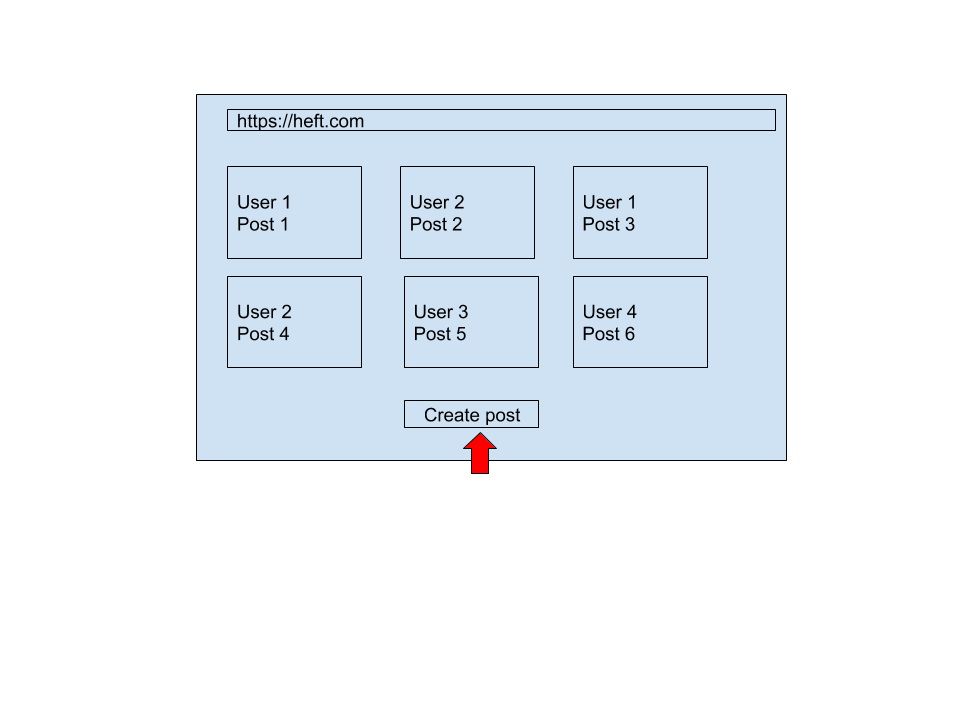 https://heft.com
User 1
Post 1
User 2
Post 2
User 1
Post 3
User 2
Post 4
User 3
Post 5
User 4
Post 6
Create post